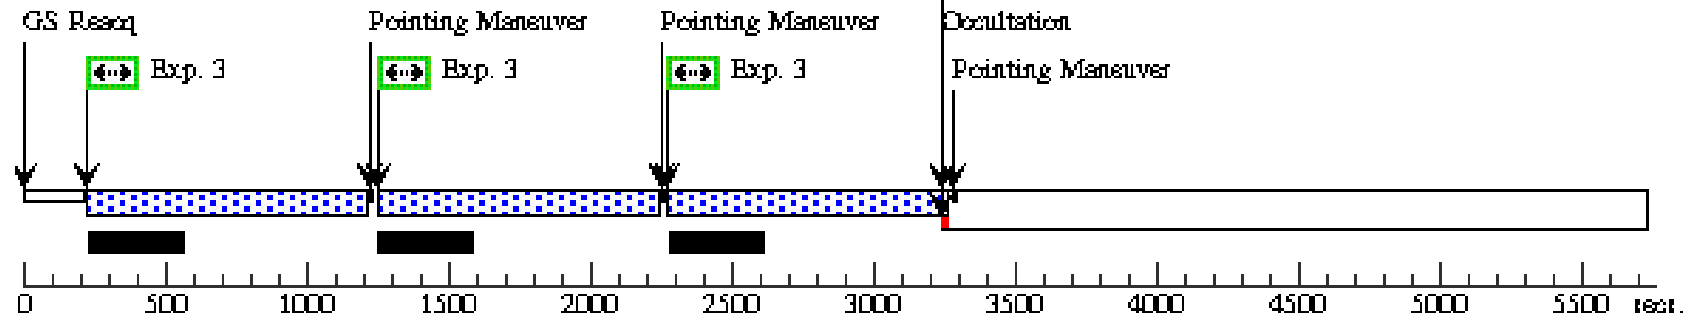 GS Reacq Pointing Maneuver Pointing Maneuver Occultation
Exp. 3 Exp. 3 Exp. 3 Pointing Maneuver
0 500 1000 1500 2000 2500 3000 3500 4000 4500 5000 5500 secs.